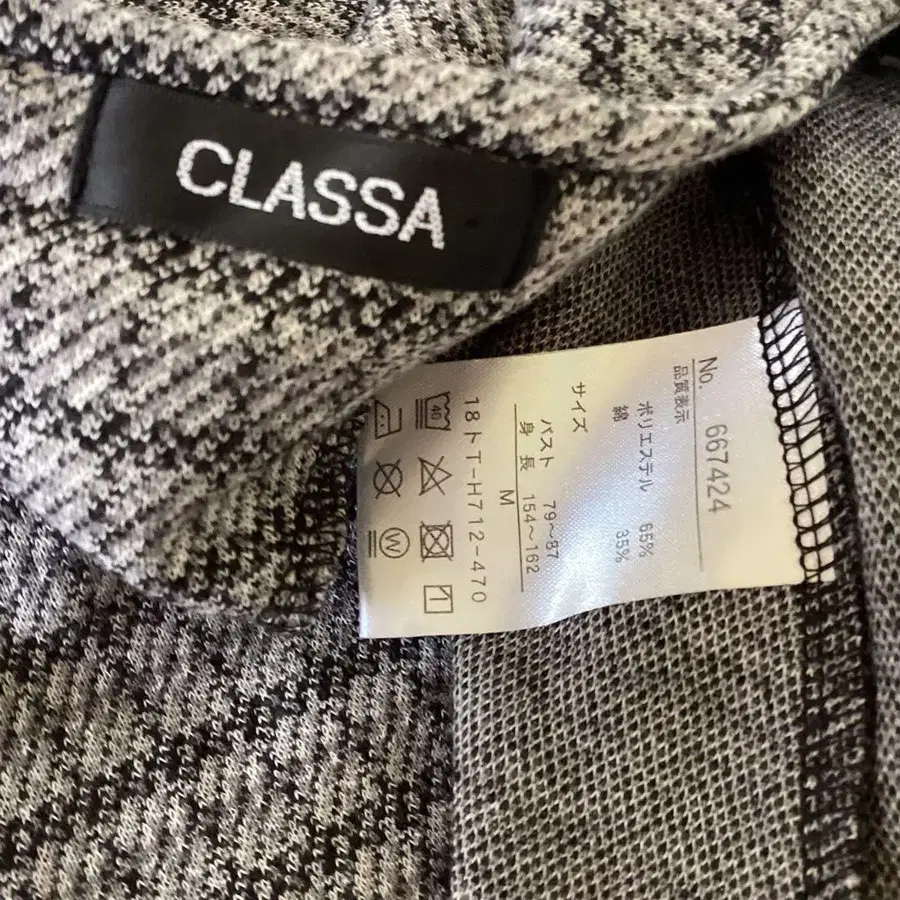 CLASSA
No. 667424
品質表示
ポリエステル 65%
綿 35%
サイズ
バスト 79～87
身長 154～162
M
18トT-H712-470
40
W